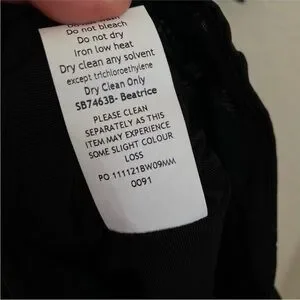 Do not bleach
Do not dry
Iron low heat
Dry clean any solvent
except trichloroethylene
Dry Clean Only
SB7463B- Beatrice
PLEASE CLEAN
SEPARATELY AS THIS
ITEM MAY EXPERIENCE
SOME SLIGHT COLOUR
LOSS
PO 111121BW09MM
0091